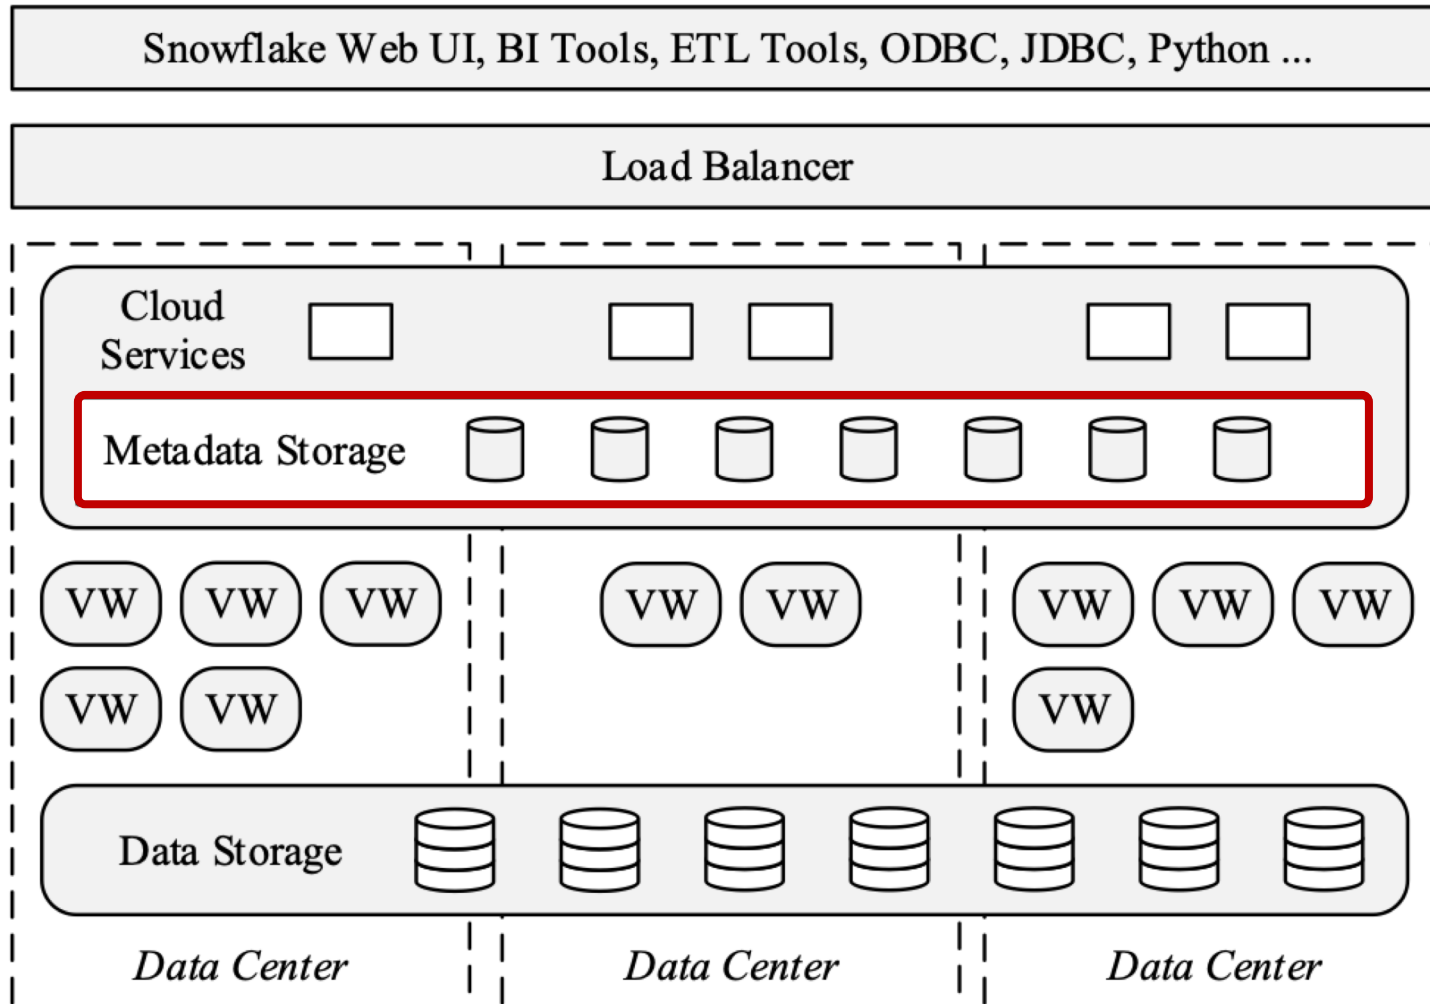 Snowflake Web UI, BI Tools, ETL Tools, ODBC, JDBC, Python ...
Load Balancer
Cloud
Services
Metadata Storage
VW VW VW VW VW VW VW VW
VW VW VW
Data Storage
Data Center Data Center Data Center